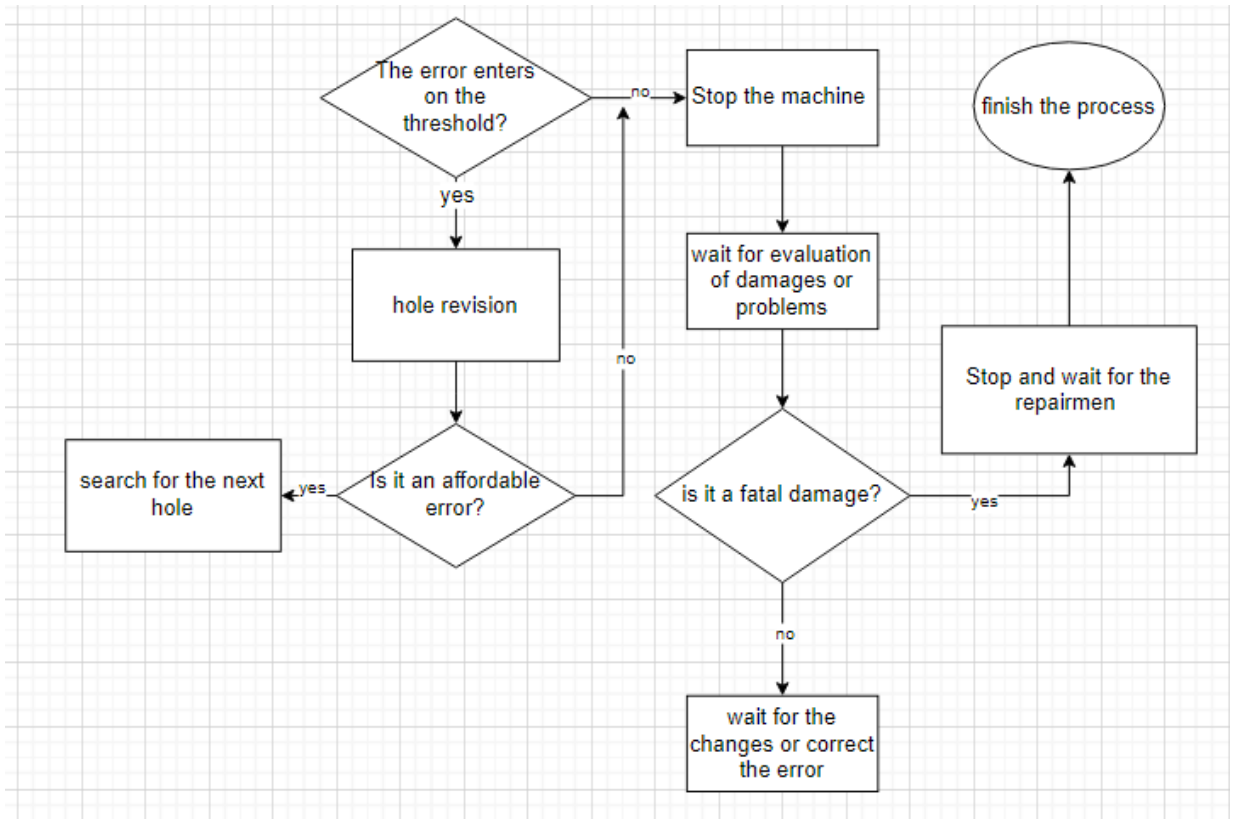 The error enters
on the
threshold?
no
Stop the machine
finish the process
yes
wait for evaluation
of damages or
problems
hole revision
no
Stop and wait for the
repairmen
search for the next
hole
yes
Is it an affordable
error?
is it a fatal damage?
yes
no
wait for the
changes or correct
the error